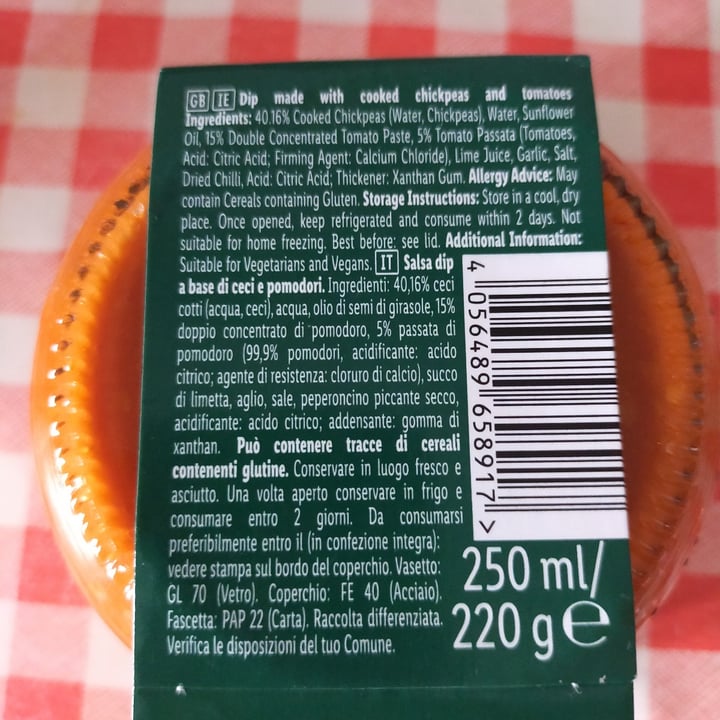 GB IE Dip made with cooked chickpeas and tomatoes
Ingredients: 40.16% Cooked Chickpeas (Water, Chickpeas), Water, Sunflower
Oil, 15% Double Concentrated Tomato Paste, 5% Tomato Passata (Tomatoes,
Acid: Citric Acid; Firming Agent: Calcium Chloride), Lime Juice, Garlic, Salt,
Dried Chilli, Acid: Citric Acid; Thickener: Xanthan Gum. Allergy Advice: May
contain Cereals containing Gluten. Storage Instructions: Store in a cool, dry
place. Once opened, keep refrigerated and consume within 2 days. Not
suitable for home freezing. Best before: see lid. Additional Information:
Suitable for Vegetarians and Vegans. IT Salsa dip
a base di ceci e pomodori. Ingredienti: 40,16% ceci
cotti (acqua, ceci), acqua, olio di semi di girasole, 15%
doppio concentrato di pomodoro, 5% passata di
pomodoro (99,9% pomodori, acidificante: acido
citrico; agente di resistenza: cloruro di calcio), succo
di limetta, aglio, sale, peperoncino piccante secco,
acidificante: acido citrico; addensante: gomma di
xanthan. Può contenere tracce di cereali
contenenti glutine. Conservare in luogo fresco e
asciutto. Una volta aperto conservare in frigo e
consumare entro 2 giorni. Da consumarsi
preferibilmente entro il (in confezione integra):
vedere stampa sul bordo del coperchio. Vasetto:
GL 70 (Vetro). Coperchio: FE 40 (Acciaio).
Fascetta: PAP 22 (Carta). Raccolta differenziata.
Verifica le disposizioni del tuo Comune.
4 056489 658917 >
250 ml/
220 g e